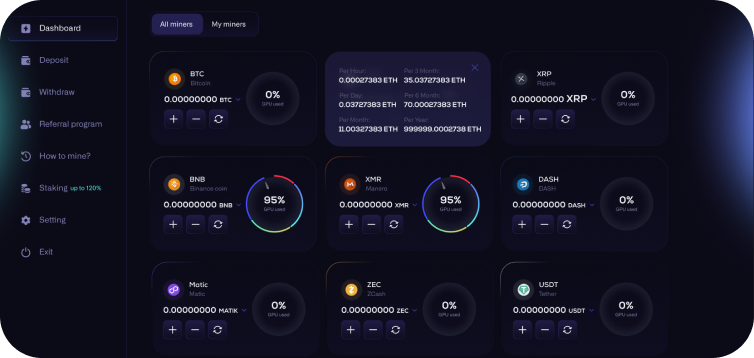 Dashboard
Deposit
Withdraw
Referral program
How to mine?
Staking up to 120%
Setting
Exit
All miners
My miners
BTC
Bitcoin
0.00000000 BTC
0%
GPU used
Per Hour:
0.00027383 ETH
Per 3 Month:
35.03727383 ETH
Per Day:
0.03727383 ETH
Per 6 Month:
70.00027383 ETH
Per Month:
11.00327383 ETH
Per Year:
999999.0002738 ETH
XRP
Ripple
0.00000000 XRP
0%
GPU used
BNB
Binance coin
0.00000000 BNB
95%
GPU used
XMR
Manero
0.00000000 XMR
95%
GPU used
DASH
DASH
0.00000000 DASH
0%
GPU used
Matic
Matic
0.00000000 MATIK
0%
GPU used
ZEC
ZCash
0.00000000 ZEC
0%
GPU used
USDT
Tether
0.00000000 USDT
0%
GPU used